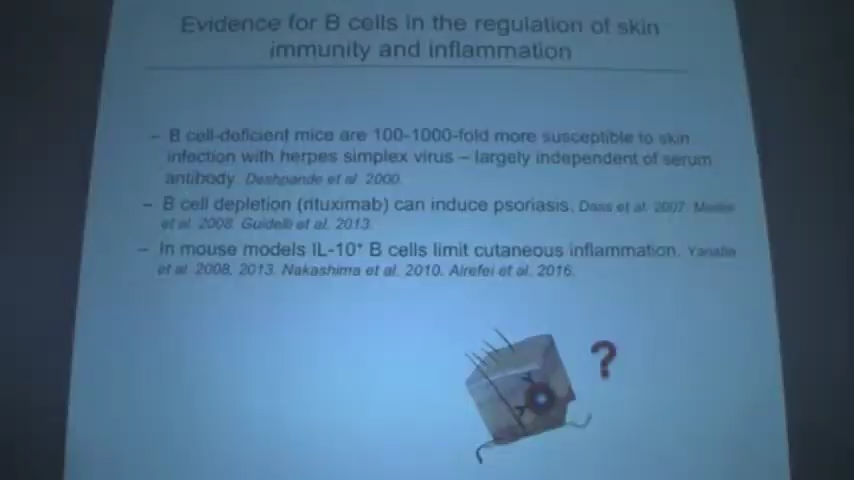 Evidence for B cells in the regulation of skin
immunity and inflammation
– B cell-deficient mice are 100-1000-fold more susceptible to skin
infection with herpes simplex virus – largely independent of serum
antibody. Deshpande et al. 2000.
– B cell depletion (rituximab) can induce psoriasis. Dass et al. 2007.
et al. 2008. Guidelli et al. 2013.
– In mouse models IL-10⁺ B cells limit cutaneous inflammation. Yanaba
et al. 2008, 2013. Nakashima et al. 2010. Alrefei et al. 2016.
?